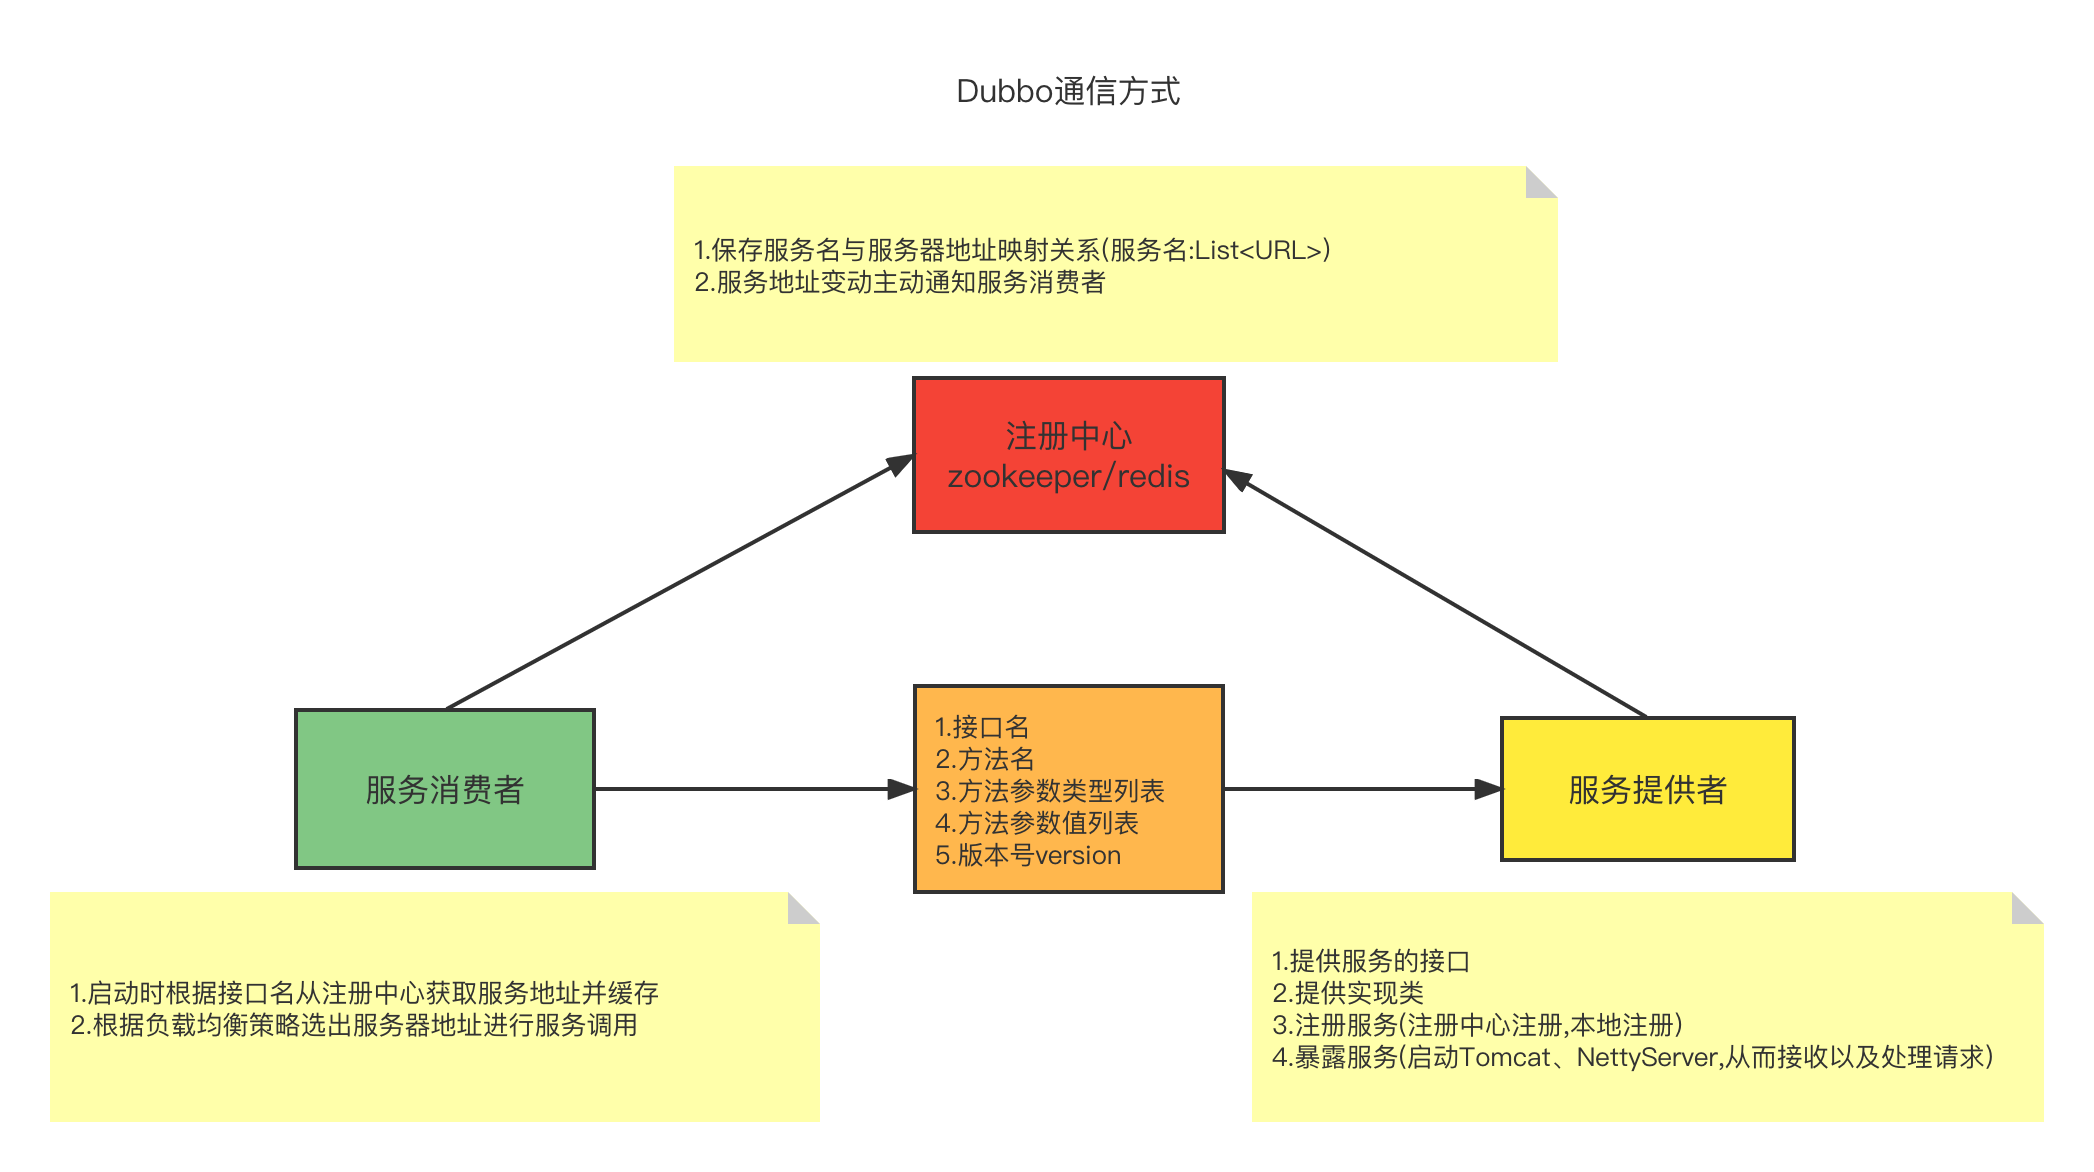 Dubbo通信方式
1.保存服务名与服务器地址映射关系(服务名:List<URL>)
2.服务地址变动主动通知服务消费者
注册中心
zookeeper/redis
服务消费者
1.接口名
2.方法名
3.方法参数类型列表
4.方法参数值列表
5.版本号version
服务提供者
1.启动时根据接口名从注册中心获取服务地址并缓存
2.根据负载均衡策略选出服务器地址进行服务调用
1.提供服务的接口
2.提供实现类
3.注册服务(注册中心注册,本地注册)
4.暴露服务(启动Tomcat、NettyServer,从而接收以及处理请求)